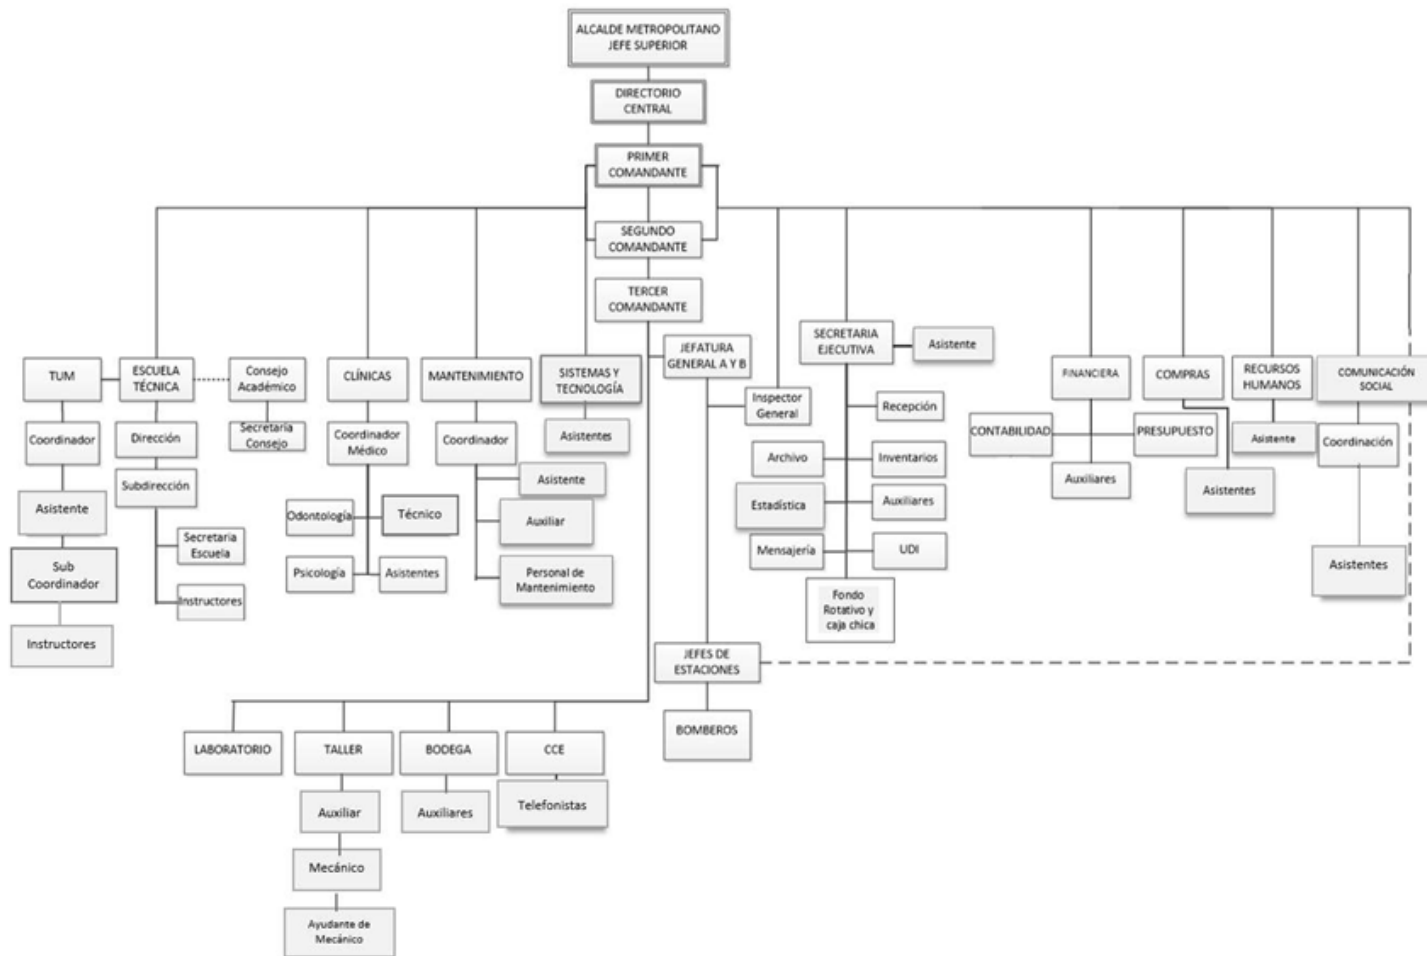 ALCALDE METROPOLITANO
JEFE SUPERIOR
DIRECTORIO
CENTRAL
PRIMER
COMANDANTE
SEGUNDO
COMANDANTE
TERCER
COMANDANTE
JEFATURA
GENERAL A Y B
SECRETARIA
EJECUTIVA
Asistente
TUM
ESCUELA
TÉCNICA
Consejo
Académico
CLÍNICAS
MANTENIMIENTO
SISTEMAS Y
TECNOLOGÍA
FINANCIERA
COMPRAS
RECURSOS
HUMANOS
COMUNICACIÓN
SOCIAL
Inspector
General
Recepción
Coordinador
Dirección
Secretaria
Consejo
Coordinador
Médico
Coordinador
Asistentes
CONTABILIDAD
PRESUPUESTO
Asistente
Coordinación
Archivo
Inventarios
Subdirección
Asistente
Auxiliares
Asistentes
Asistente
Estadística
Auxiliares
Odontología
Técnico
Auxiliar
Secretaria
Escuela
Mensajería
UDI
Sub
Coordinador
Psicología
Asistentes
Personal de
Mantenimiento
Asistentes
Instructores
Fondo
Rotativo y
caja chica
Instructores
JEFES DE
ESTACIONES
BOMBEROS
LABORATORIO
TALLER
BODEGA
CCE
Auxiliar
Auxiliares
Telefonistas
Mecánico
Ayudante de
Mecánico